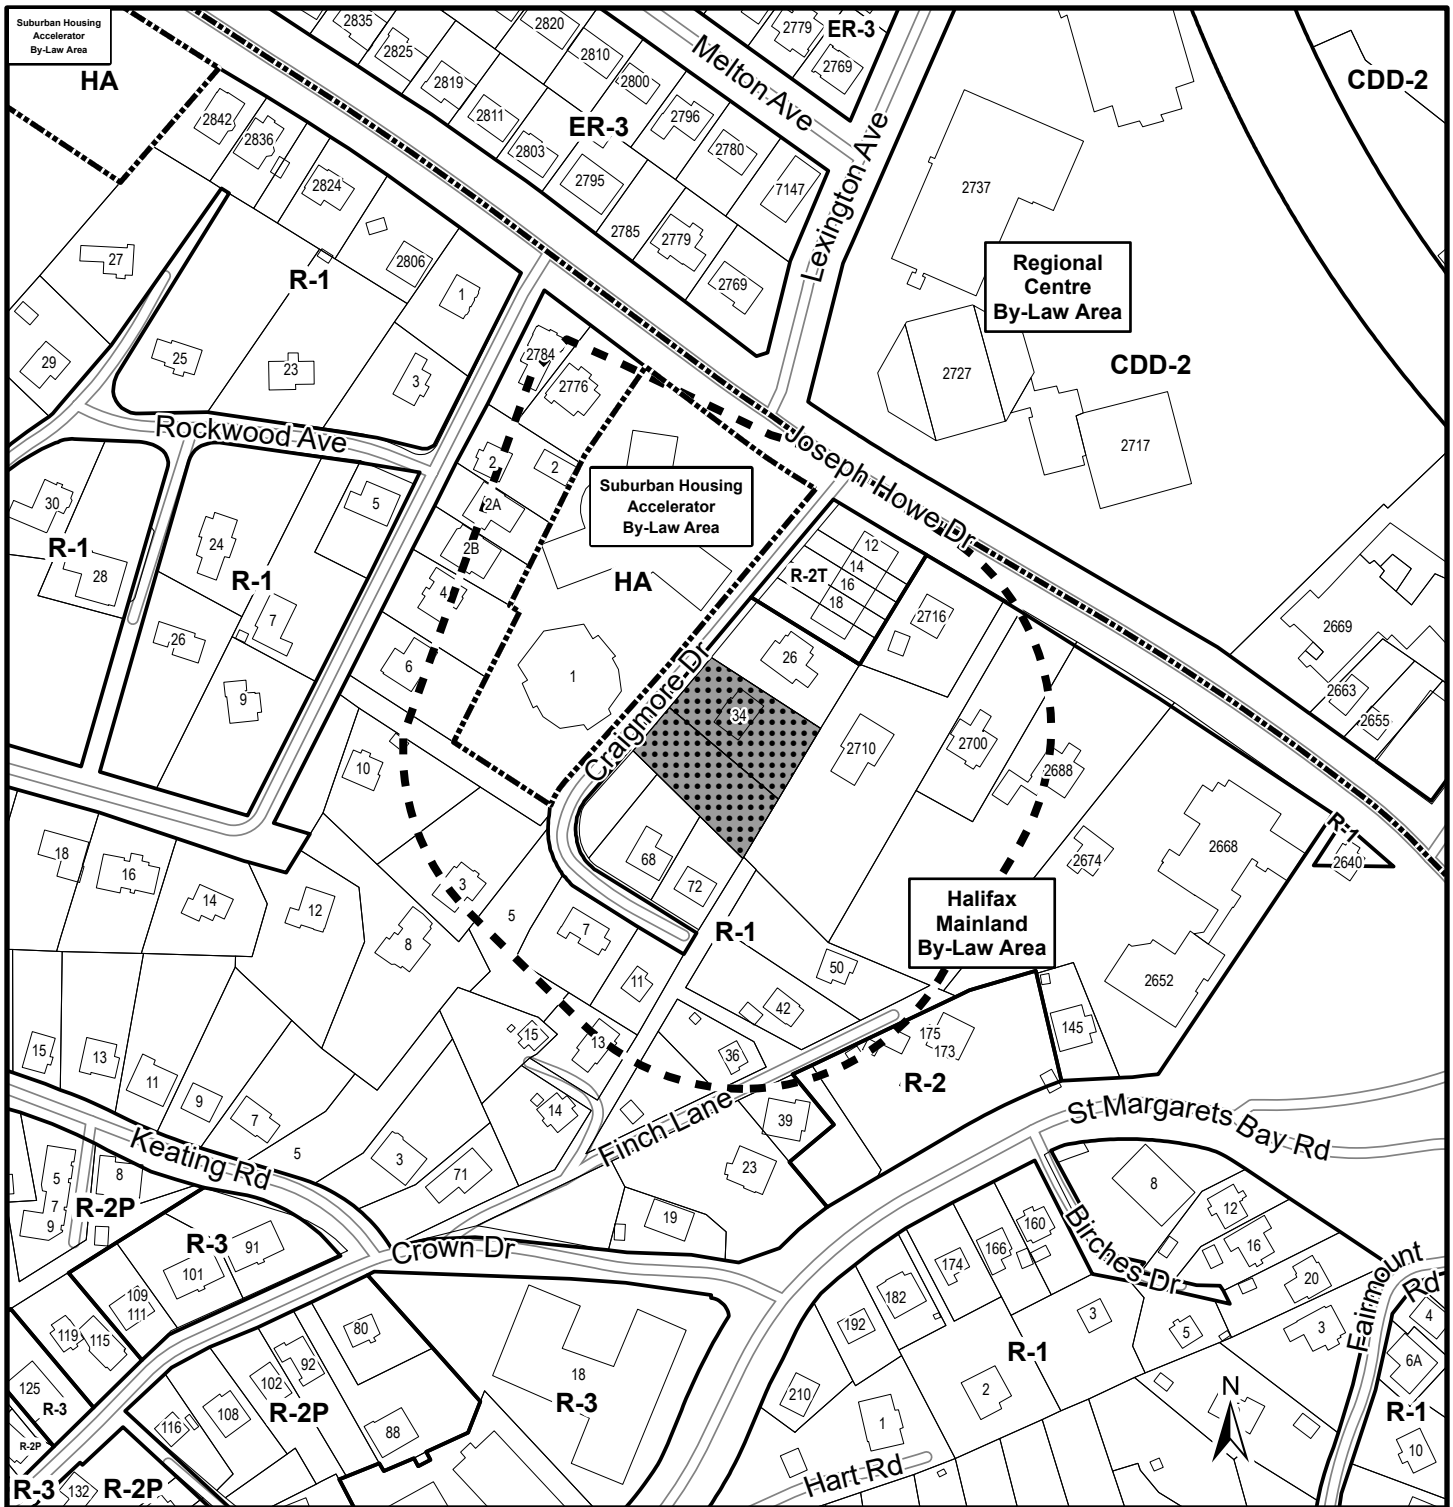 Suburban Housing
Accelerator
By-Law Area
HA
2835
2825
2819
2811
2803
2820
2810
2800
2796
2780
2795
2785
2779
2769
7147
ER-3
Melton Ave
2779
ER-3
2769
Lexington Ave
CDD-2
2737
Regional
Centre
By-Law Area
CDD-2
2727
2717
2842
2836
2824
2806
1
R-1
27
29
25
23
3
Rockwood Ave
2784
2776
2
2
2A
2B
4
6
Suburban Housing
Accelerator
By-Law Area
HA
1
Joseph Howe Dr
R-2T
12
14
16
18
2716
26
34
Craigmore Dr
2710
2700
2688
2674
2669
2663
2655
R-1
2640
2668
2652
30
R-1
28
24
R-1
5
7
26
9
10
18
16
14
12
8
3
5
68
72
7
11
R-1
Halifax
Mainland
By-Law Area
50
42
36
175
173
R-2
145
15
13
11
9
7
5
15
13
14
3
71
Finch Lane
39
23
19
St Margarets Bay Rd
Keating Rd
5
7
9
8
R-2P
R-3
91
101
109
111
119
115
125
R-3
R-2P
R-3
132
R-2P
Crown Dr
80
92
102
108
116
88
R-2P
18
R-3
192
182
174
166
160
210
1
2
3
5
R-1
Hart Rd
Birches Dr
8
12
16
20
3
Fairmount
Rd
4
6A
R-1
10
N